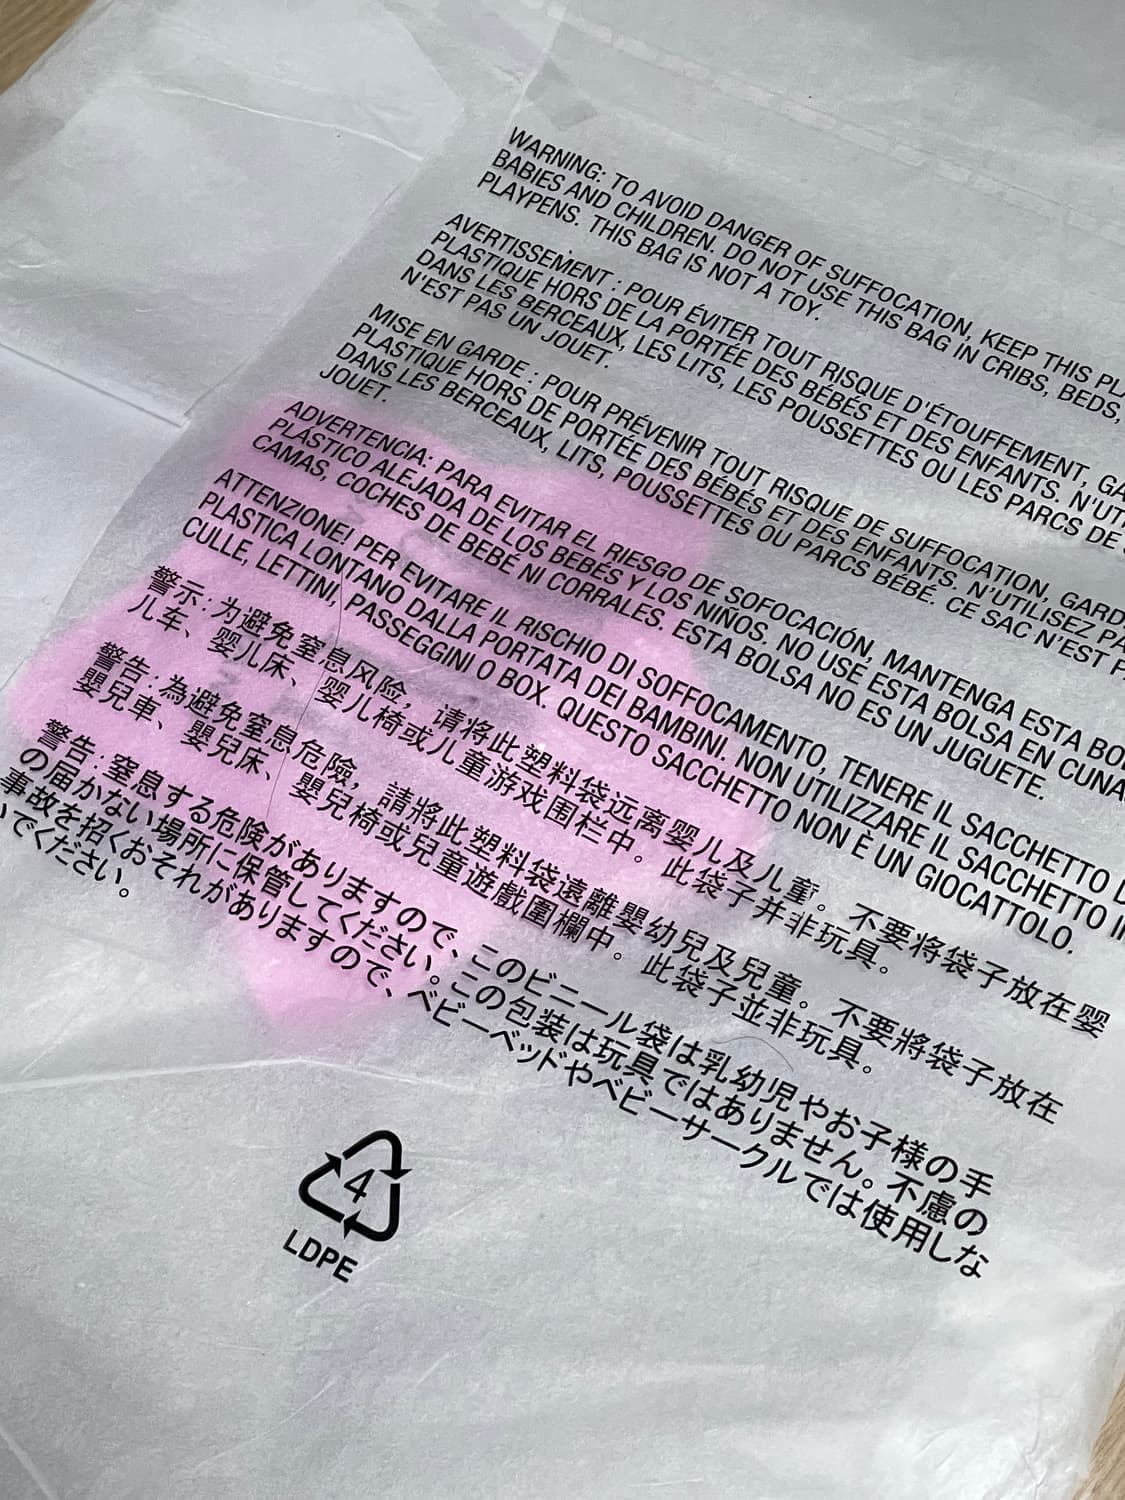 WARNING: TO AVOID DANGER OF SUFFOCATION, KEEP THIS
BABIES AND CHILDREN. DO NOT USE THIS BAG IN CRIBS, BEDS,
PLAYPENS. THIS BAG IS NOT A TOY.
AVERTISSEMENT : POUR ÉVITER TOUT RISQUE D'ÉTOUFFEMENT,
PLASTIQUE HORS DE LA PORTÉE DES BÉBÉS ET DES ENFANTS.
DANS LES BERCEAUX, LES LITS, LES POUSSETTES OU LES PARCS DE
N'EST PAS UN JOUET.
MISE EN GARDE : POUR PRÉVENIR TOUT RISQUE DE SUFFOCATION,
PLASTIQUE HORS DE PORTÉE DES BÉBÉS ET DES ENFANTS. N'UTILISEZ
DANS LES BERCEAUX, LITS, POUSSETTES OU PARCS BÉBÉ. CE SAC N'EST
JOUET.
ADVERTENCIA: PARA EVITAR EL RIESGO DE SOFOCACIÓN, MANTENGA ESTA
PLÁSTICO ALEJADA DE LOS BEBÉS Y LOS NIÑOS. NO USE ESTA BOLSA EN
CAMAS, COCHES DE BEBÉ NI CORRALES. ESTA BOLSA NO ES UN JUGUETE.
ATTENZIONE! PER EVITARE IL RISCHIO DI SOFFOCAMENTO, TENERE IL SACCHETTO
PLASTICA LONTANO DALLA PORTATA DEI BAMBINI. NON UTILIZZARE IL SACCHETTO
CULLE, LETTINI, PASSEGGINI O BOX. QUESTO SACCHETTO NON È UN GIOCATTOLO.
警示：为避免窒息风险，请将此塑料袋远离婴儿及儿童。不要将袋子放在婴
儿车、婴儿床、婴儿椅或儿童游戏围栏中。此袋子并非玩具。
警告：為避免窒息危險，請將此塑料袋遠離嬰幼兒及兒童。不要將袋子放在
嬰兒車、嬰兒床、嬰兒椅或兒童遊戲圍欄中。此袋子並非玩具。
警告：窒息する危険がありますので、このビニール袋は乳幼児やお子様の手
の届かない場所に保管してください。この包装は玩具ではありません。不慮の
事故を招くおそれがありますので、ベビーベッドやベビーサークルでは使用しな
いでください。
4
LDPE